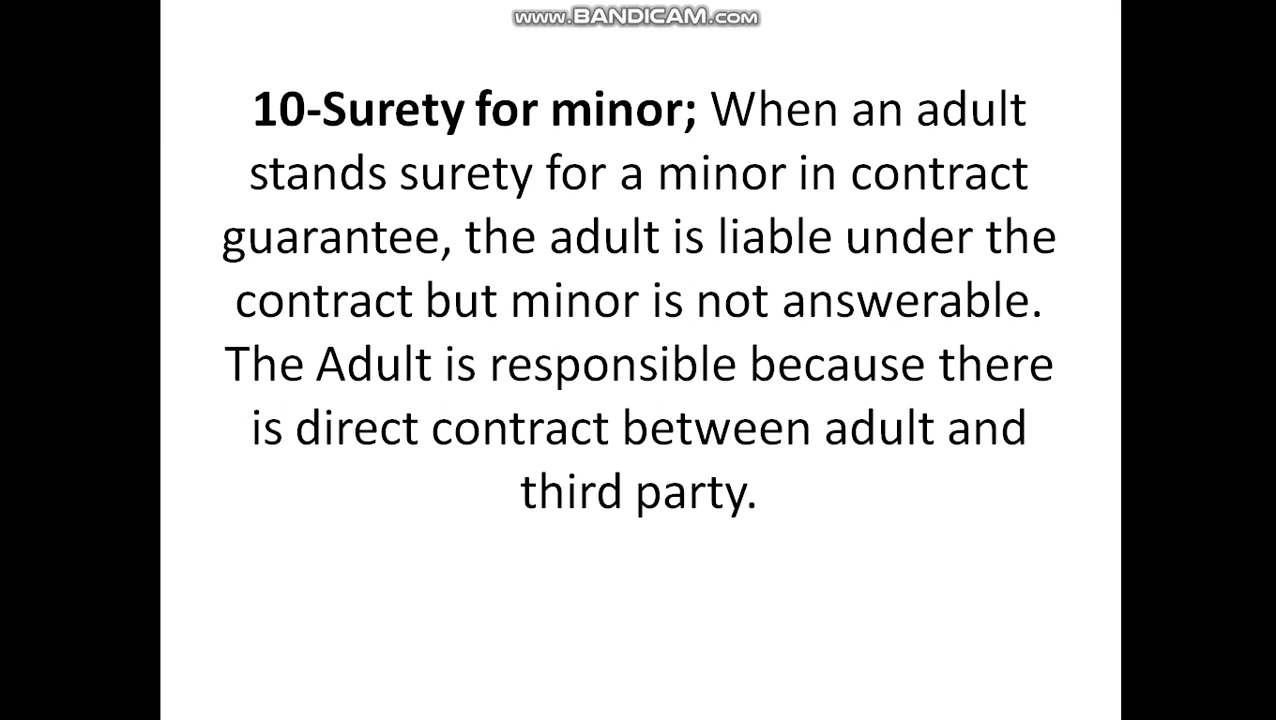 www.BANDICAM.com
10-Surety for minor; When an adult
stands surety for a minor in contract
guarantee, the adult is liable under the
contract but minor is not answerable.
The Adult is responsible because there
is direct contract between adult and
third party.